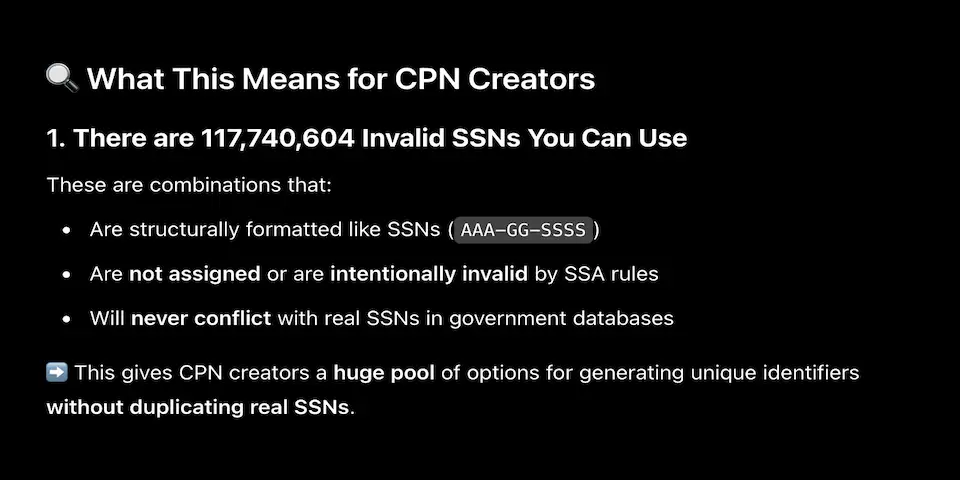 🔍 What This Means for CPN Creators
1. There are 117,740,604 Invalid SSNs You Can Use
These are combinations that:
• Are structurally formatted like SSNs (AAA-GG-SSSS)
• Are not assigned or are intentionally invalid by SSA rules
• Will never conflict with real SSNs in government databases
➡️ This gives CPN creators a huge pool of options for generating unique identifiers
without duplicating real SSNs.